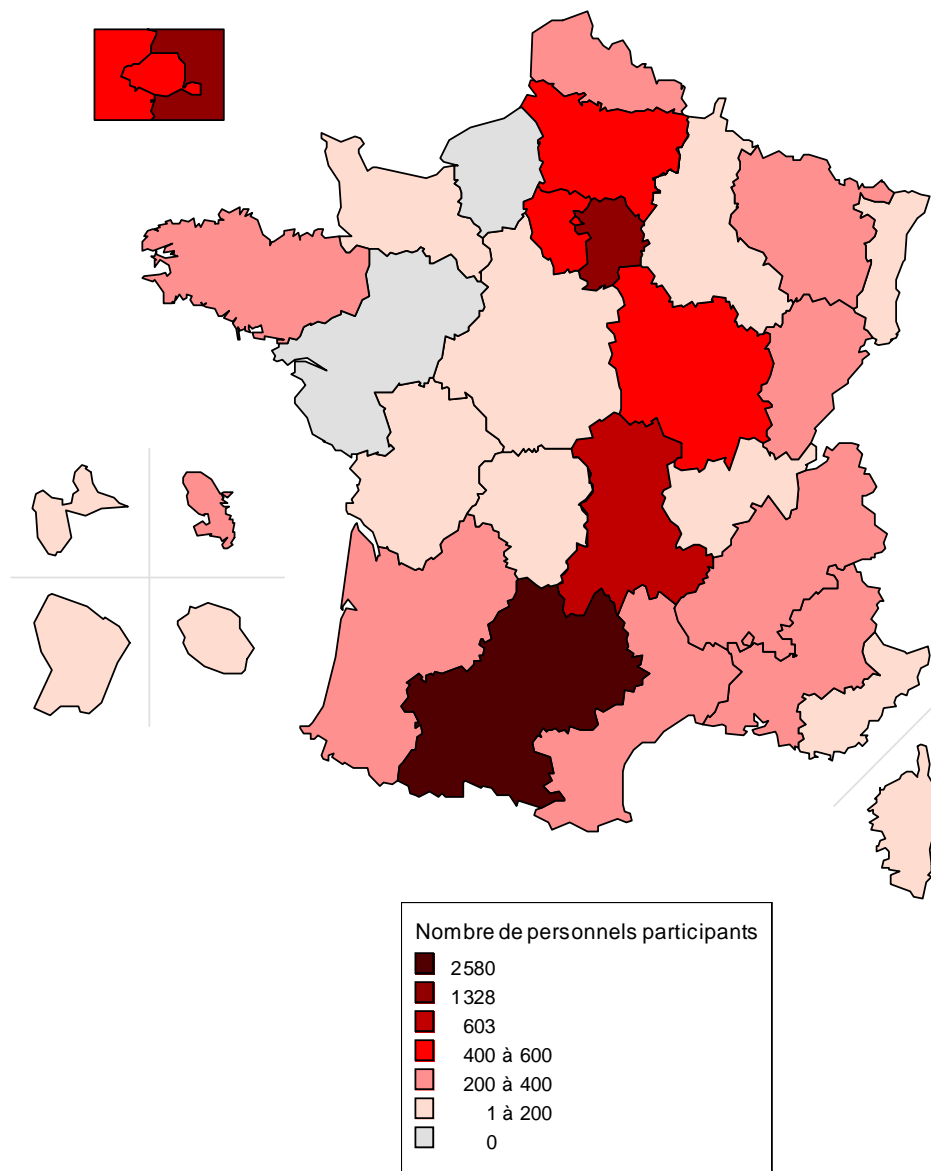 Nombre de personnels participants
2580
1328
603
400 à 600
200 à 400
1 à 200
0